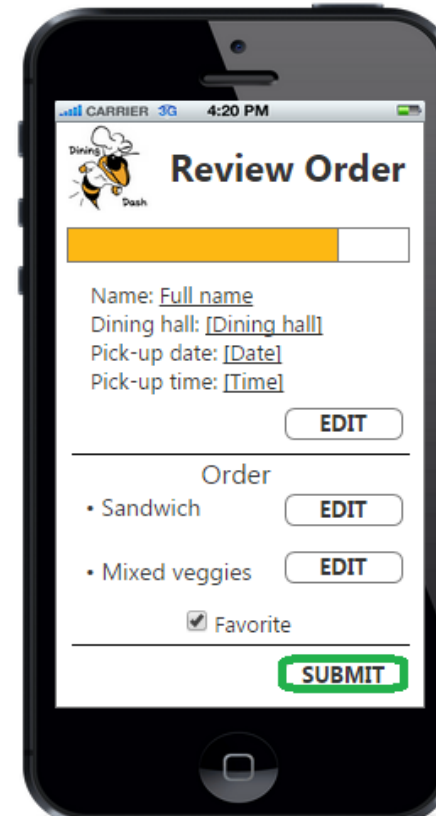 CARRIER 3G 4:20 PM
Dining
Dash
Review Order
Name: Full name
Dining hall: [Dining hall]
Pick-up date: [Date]
Pick-up time: [Time]
EDIT
Order
• Sandwich EDIT
• Mixed veggies EDIT
Favorite
SUBMIT